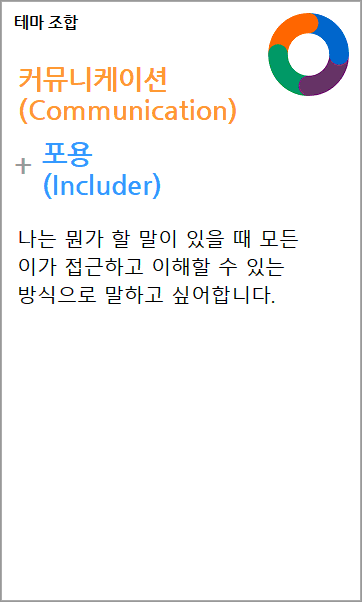 테마 조합
커뮤니케이션
(Communication)
+ 포용
(Includer)
나는 뭔가 할 말이 있을 때 모든
이가 접근하고 이해할 수 있는
방식으로 말하고 싶어합니다.